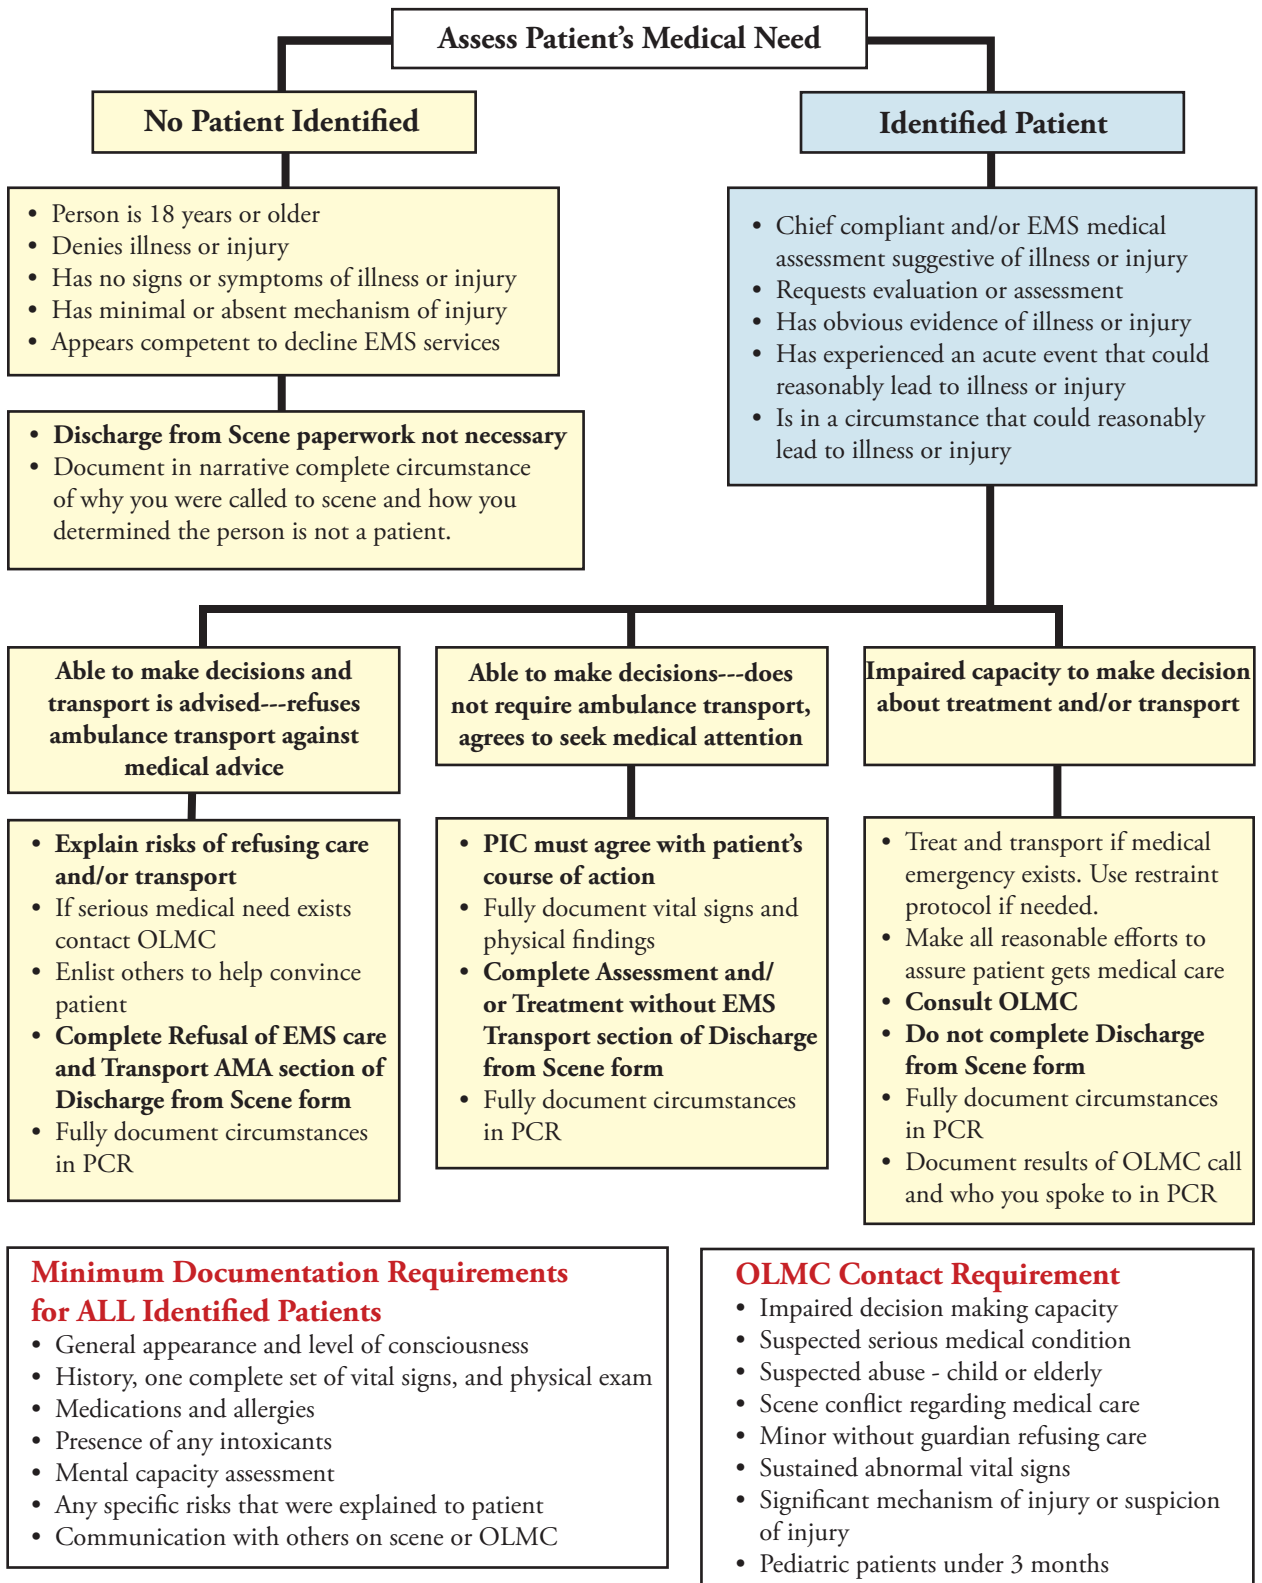 Assess Patient's Medical Need
No Patient Identified
• Person is 18 years or older
• Denies illness or injury
• Has no signs or symptoms of illness or injury
• Has minimal or absent mechanism of injury
• Appears competent to decline EMS services
• Discharge from Scene paperwork not necessary
• Document in narrative complete circumstance
of why you were called to scene and how you
determined the person is not a patient.
Identified Patient
• Chief compliant and/or EMS medical
assessment suggestive of illness or injury
• Requests evaluation or assessment
• Has obvious evidence of illness or injury
• Has experienced an acute event that could
reasonably lead to illness or injury
• Is in a circumstance that could reasonably
lead to illness or injury
Able to make decisions and
transport is advised---refuses
ambulance transport against
medical advice
• Explain risks of refusing care
and/or transport
• If serious medical need exists
contact OLMC
• Enlist others to help convince
patient
• Complete Refusal of EMS care
and Transport AMA section of
Discharge from Scene form
• Fully document circumstances
in PCR
Able to make decisions---does
not require ambulance transport,
agrees to seek medical attention
• PIC must agree with patient's
course of action
• Fully document vital signs and
physical findings
• Complete Assessment and/
or Treatment without EMS
Transport section of Discharge
from Scene form
• Fully document circumstances
in PCR
Impaired capacity to make decision
about treatment and/or transport
• Treat and transport if medical
emergency exists. Use restraint
protocol if needed.
• Make all reasonable efforts to
assure patient gets medical care
• Consult OLMC
• Do not complete Discharge
from Scene form
• Fully document circumstances
in PCR
• Document results of OLMC call
and who you spoke to in PCR
Minimum Documentation Requirements
for ALL Identified Patients
• General appearance and level of consciousness
• History, one complete set of vital signs, and physical exam
• Medications and allergies
• Presence of any intoxicants
• Mental capacity assessment
• Any specific risks that were explained to patient
• Communication with others on scene or OLMC
OLMC Contact Requirement
• Impaired decision making capacity
• Suspected serious medical condition
• Suspected abuse - child or elderly
• Scene conflict regarding medical care
• Minor without guardian refusing care
• Sustained abnormal vital signs
• Significant mechanism of injury or suspicion
of injury
• Pediatric patients under 3 months